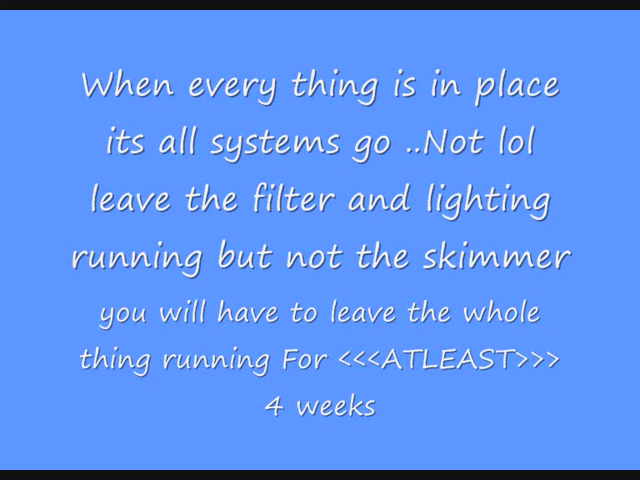 When every thing is in place
its all systems go ..Not lol
leave the filter and lighting
running but not the skimmer
you will have to leave the whole
thing running For <<<ATLEAST>>>
4 weeks